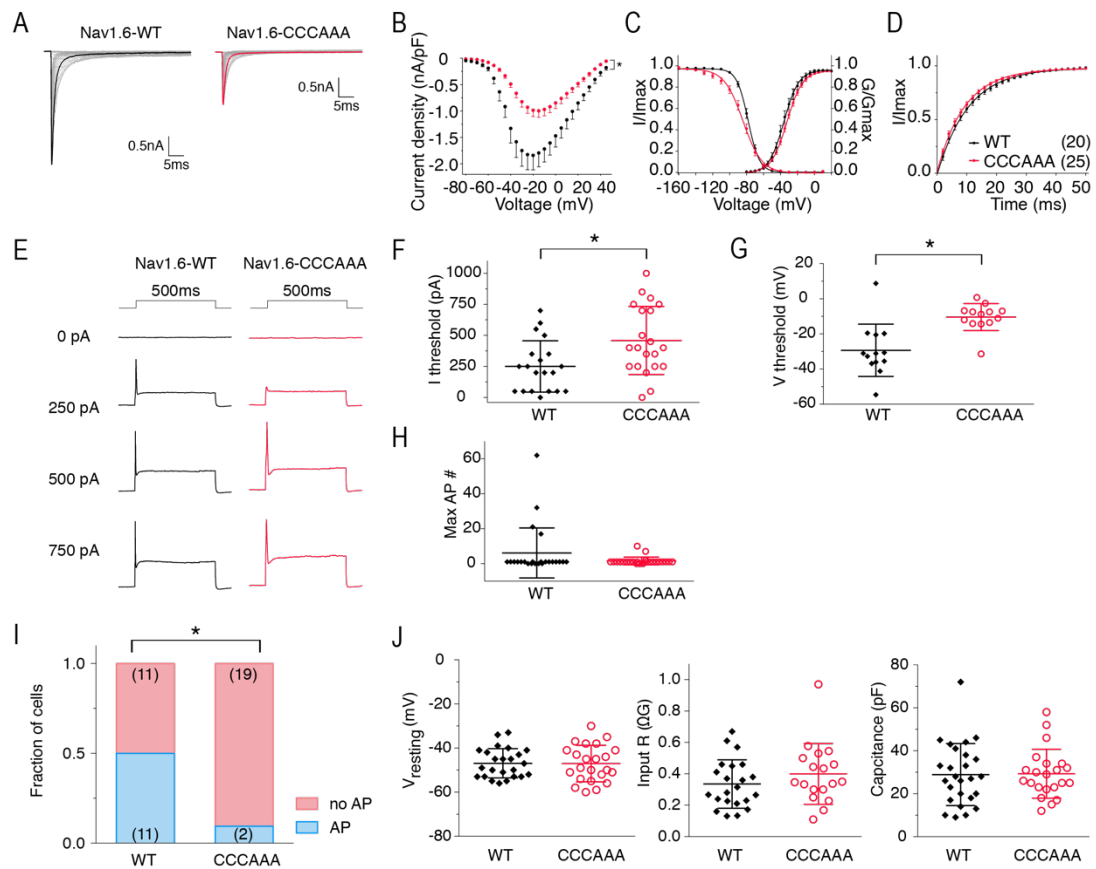 A
Nav1.6-WT
Nav1.6-CCCAAA
0.5nA
5ms
0.5nA
5ms
B
Current density (nA/pF)
0
-0.5
-1.0
-1.5
-2.0
-80 -60 -40 -20 0 20 40
Voltage (mV)
*
C
I/Imax
1.0
0.8
0.6
0.4
0.2
0.0
-160 -120 -80 -40 0
Voltage (mV)
1.0
0.8
0.6
0.4
0.2
0.0
G/Gmax
D
I/Imax
1.0
0.8
0.6
0.4
0.2
0.0
WT (20)
CCCAAA (25)
0 10 20 30 40 50
Time (ms)
E
Nav1.6-WT
Nav1.6-CCCAAA
500ms
500ms
0 pA
250 pA
500 pA
750 pA
F
*
I threshold (pA)
1000
750
500
250
0
WT
CCCAAA
G
*
V threshold (mV)
20
0
-20
-40
-60
WT
CCCAAA
H
Max AP #
60
40
20
0
WT
CCCAAA
I
*
Fraction of cells
1.0
0.5
0.0
(11)
(19)
(11)
(2)
WT
CCCAAA
no AP
AP
J
Vresting (mV)
0
-20
-40
-60
-80
WT
CCCAAA
Input R (ΩG)
1.0
0.8
0.6
0.4
0.2
0.0
WT
CCCAAA
Capcitance (pF)
80
60
40
20
0
WT
CCCAAA